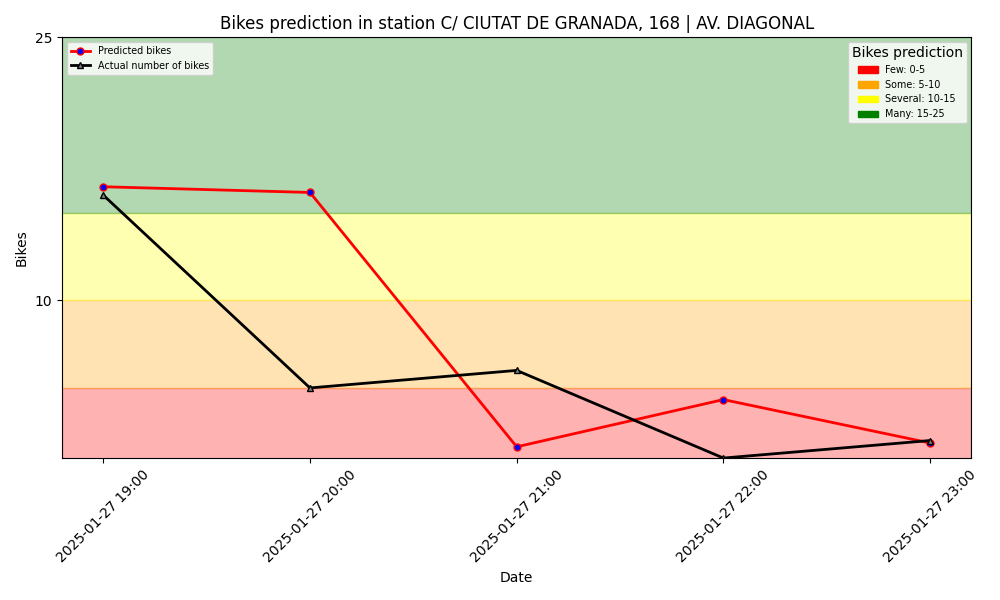 Bikes prediction in station C/ CIUTAT DE GRANADA, 168 | AV. DIAGONAL
25
Predicted bikes
Actual number of bikes
Bikes prediction
Few: 0-5
Some: 5-10
Several: 10-15
Many: 15-25
Bikes
10
2025-01-27 19:00
2025-01-27 20:00
2025-01-27 21:00
2025-01-27 22:00
2025-01-27 23:00
Date